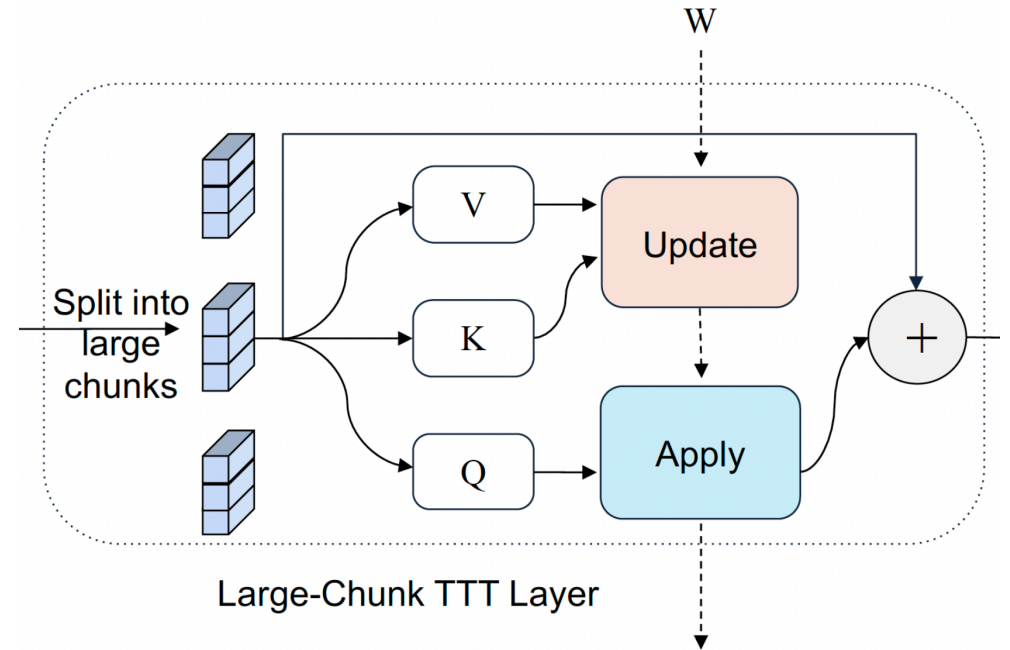 W
V
Update
Split into
large
chunks
K
+
Q
Apply
Large-Chunk TTT Layer